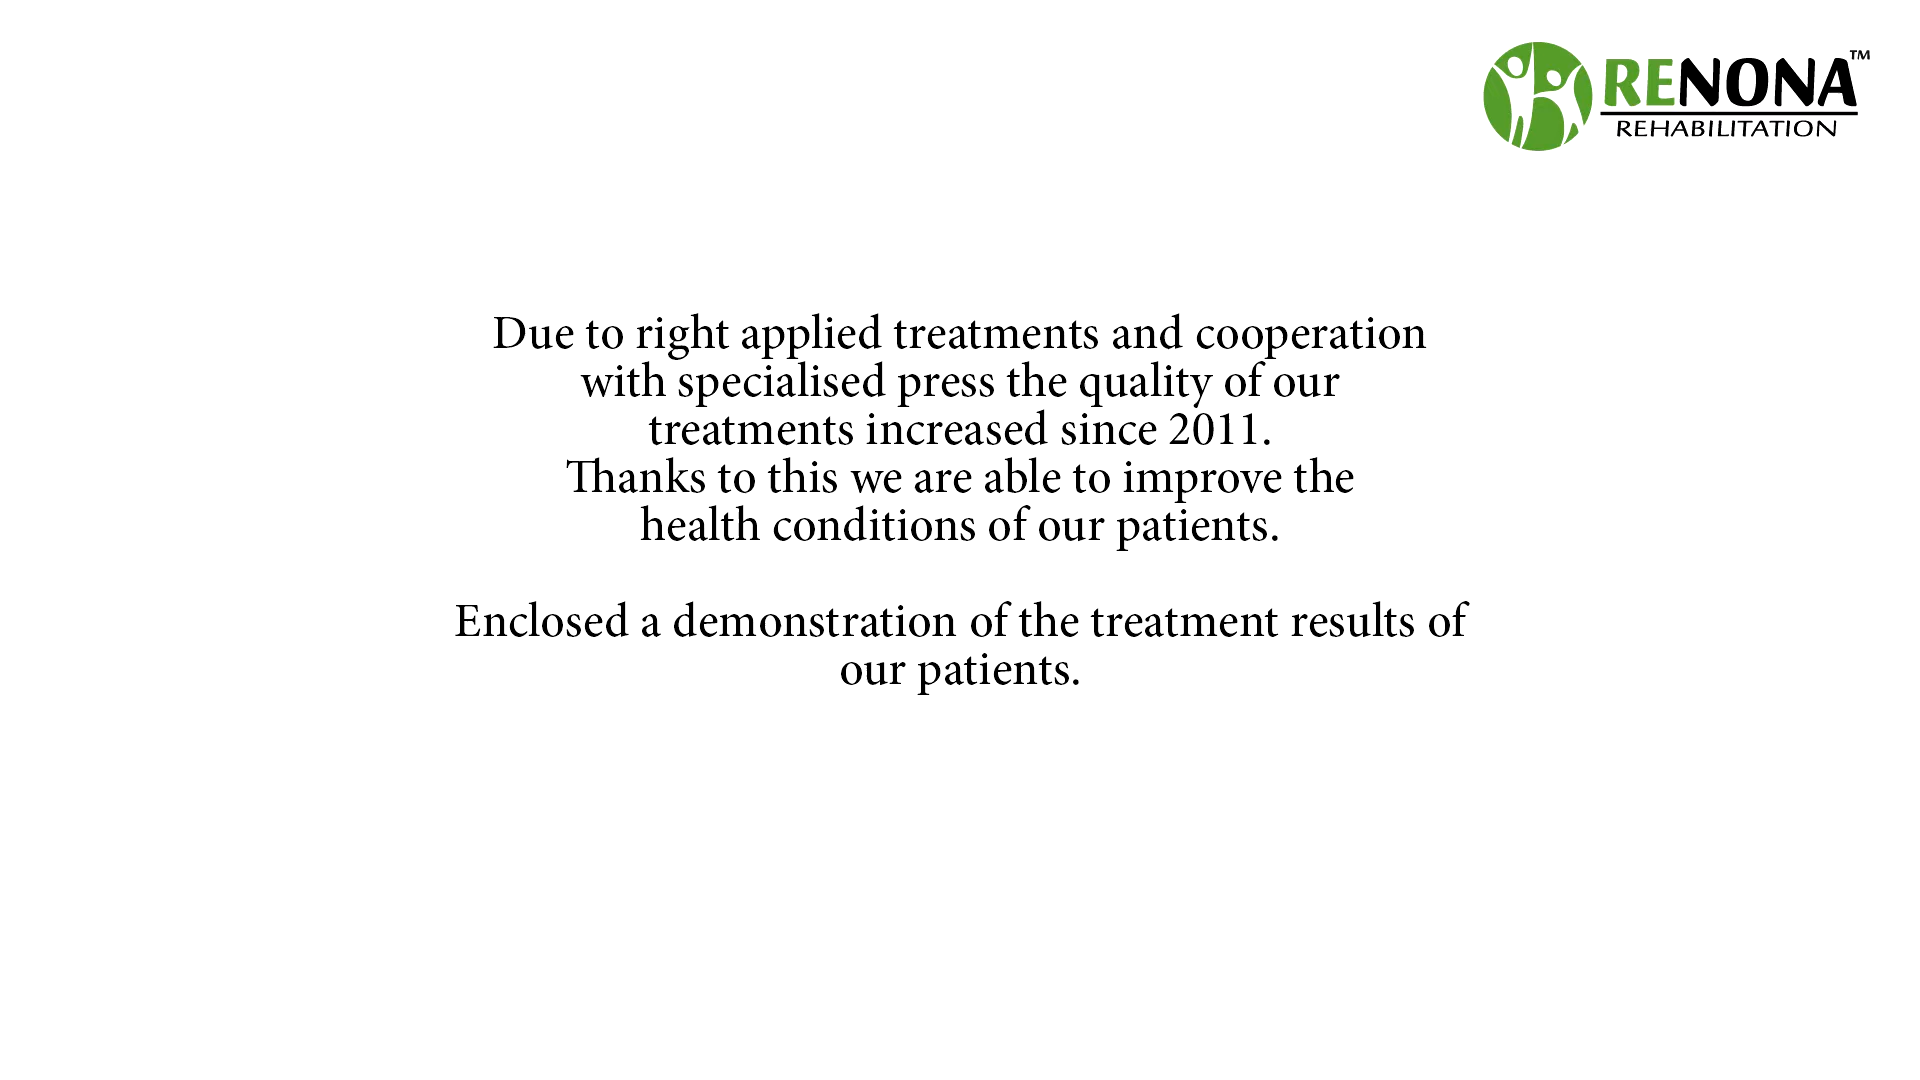 RENONA™
REHABILITATION
Due to right applied treatments and cooperation
with specialised press the quality of our
treatments increased since 2011.
Thanks to this we are able to improve the
health conditions of our patients.
Enclosed a demonstration of the treatment results of
our patients.